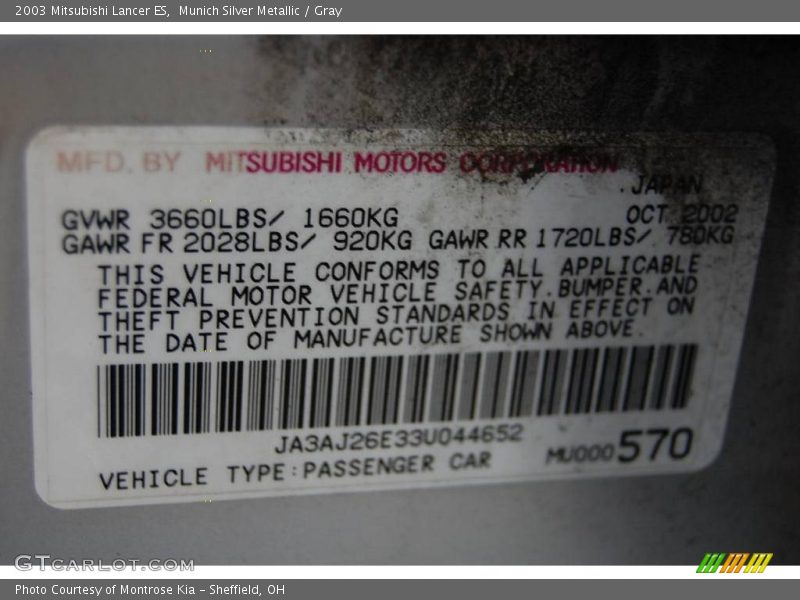 2003 Mitsubishi Lancer ES, Munich Silver Metallic / Gray
MFD. BY MITSUBISHI MOTORS CORPORATION
.JAPAN
GVWR 3660LBS/ 1660KG OCT 2002
GAWR FR 2028LBS/ 920KG GAWR RR 1720LBS/ 780KG
THIS VEHICLE CONFORMS TO ALL APPLICABLE
FEDERAL MOTOR VEHICLE SAFETY.BUMPER.AND
THEFT PREVENTION STANDARDS IN EFFECT ON
THE DATE OF MANUFACTURE SHOWN ABOVE.
JA3AJ26E33U044652
VEHICLE TYPE:PASSENGER CAR MU000570
GTCARLOT.COM
Photo Courtesy of Montrose Kia - Sheffield, OH